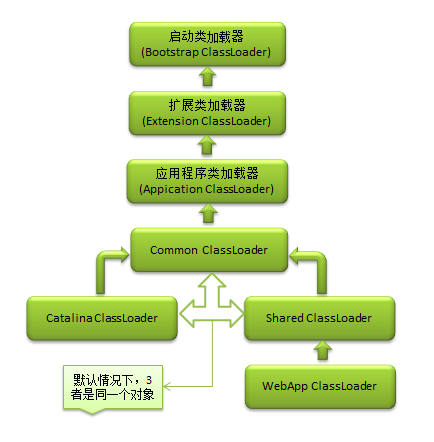 启动类加载器
(Bootstrap ClassLoader)
扩展类加载器
(Extension ClassLoader)
应用程序类加载器
(Appication ClassLoader)
Common ClassLoader
Catalina ClassLoader
Shared ClassLoader
默认情况下，3
者是同一个对象
WebApp ClassLoader